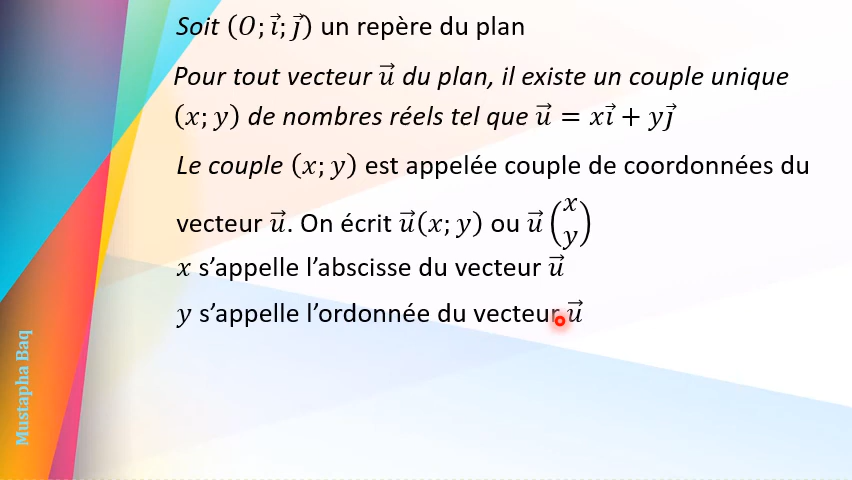 Soit (O; i⃗; j⃗) un repère du plan
Pour tout vecteur u⃗ du plan, il existe un couple unique
(x; y) de nombres réels tel que u⃗ = xi⃗ + yj⃗
Le couple (x; y) est appelée couple de coordonnées du
vecteur u⃗. On écrit u⃗(x; y) ou u⃗ (x y)
x s’appelle l’abscisse du vecteur u⃗
y s’appelle l’ordonnée du vecteur u⃗
Mustapha Baq